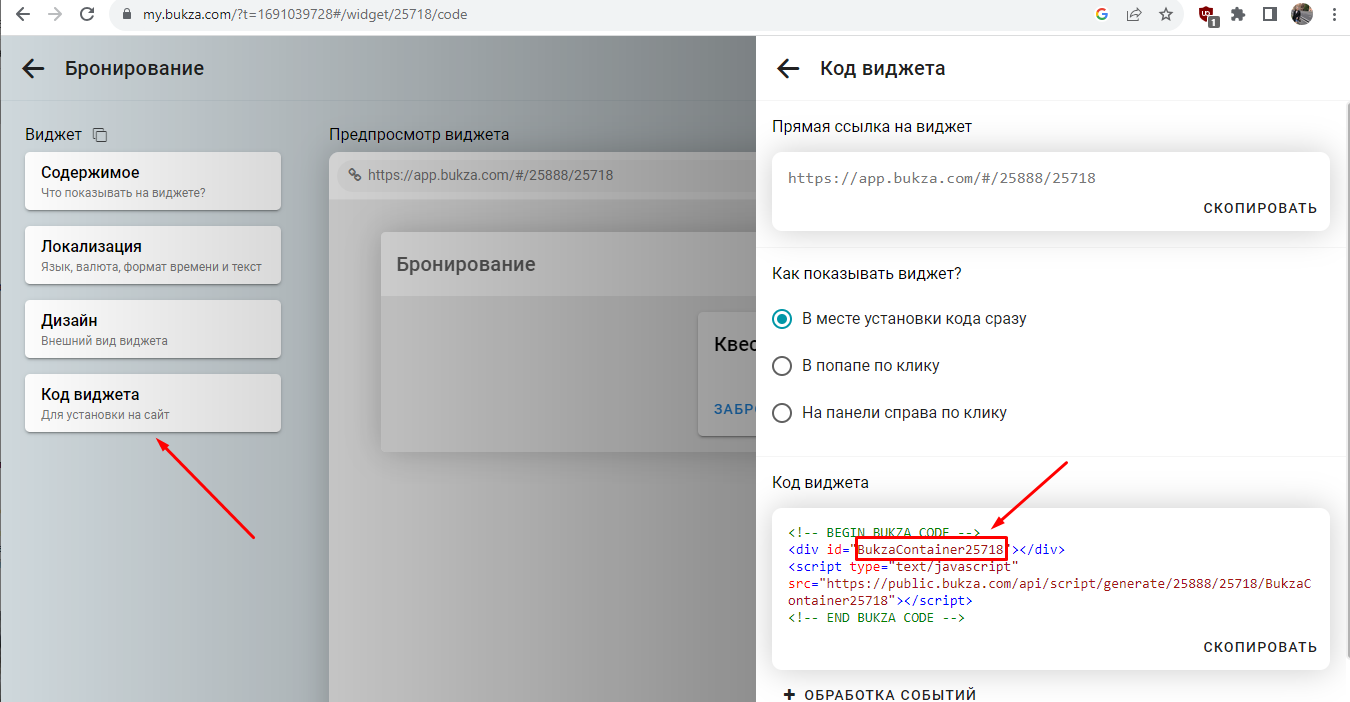 my.bukza.com/?t=1691039728#/widget/25718/code
1
Бронирование
Виджет
Содержимое
Что показывать на виджете?
Локализация
Язык, валюта, формат времени и текст
Дизайн
Внешний вид виджета
Код виджета
Для установки на сайт
Предпросмотр виджета
https://app.bukza.com/#/25888/25718
Бронирование
Квес
ЗАБРО
Код виджета
Прямая ссылка на виджет
https://app.bukza.com/#/25888/25718
СКОПИРОВАТЬ
Как показывать виджет?
В месте установки кода сразу
В попапе по клику
На панели справа по клику
Код виджета
<!-- BEGIN BUKZA CODE -->
<div id="BukzaContainer25718"></div>
<script type="text/javascript"
src="https://public.bukza.com/api/script/generate/25888/25718/BukzaC
ontainer25718"></script>
<!-- END BUKZA CODE -->
СКОПИРОВАТЬ
+ ОБРАБОТКА СОБЫТИЙ